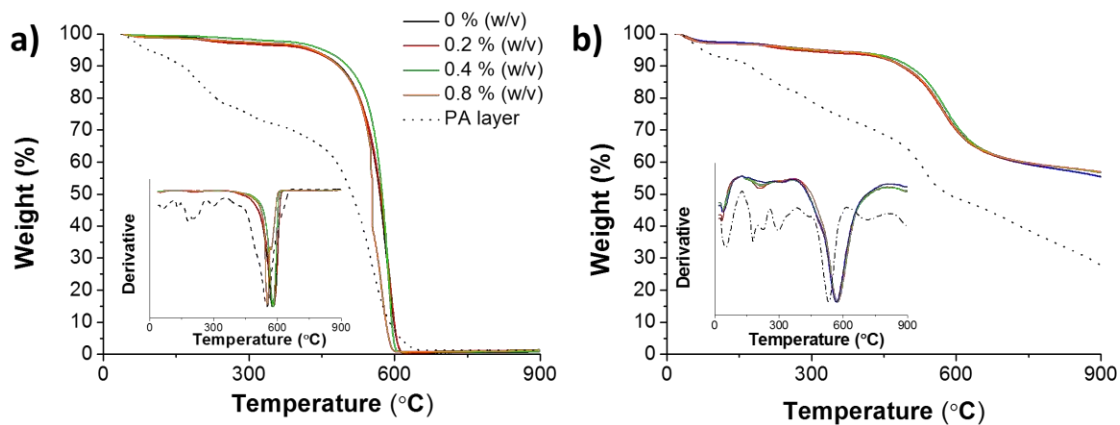 a)
0 % (w/v)
0.2 % (w/v)
0.4 % (w/v)
0.8 % (w/v)
PA layer
Weight (%)
100
90
80
70
60
50
40
30
20
10
0
0
300
600
900
Temperature (°C)
Derivative
0
300
600
900
Temperature (°C)
b)
Weight (%)
100
90
80
70
60
50
40
30
20
10
0
0
300
600
900
Temperature (°C)
Derivative
0
300
600
900
Temperature (°C)